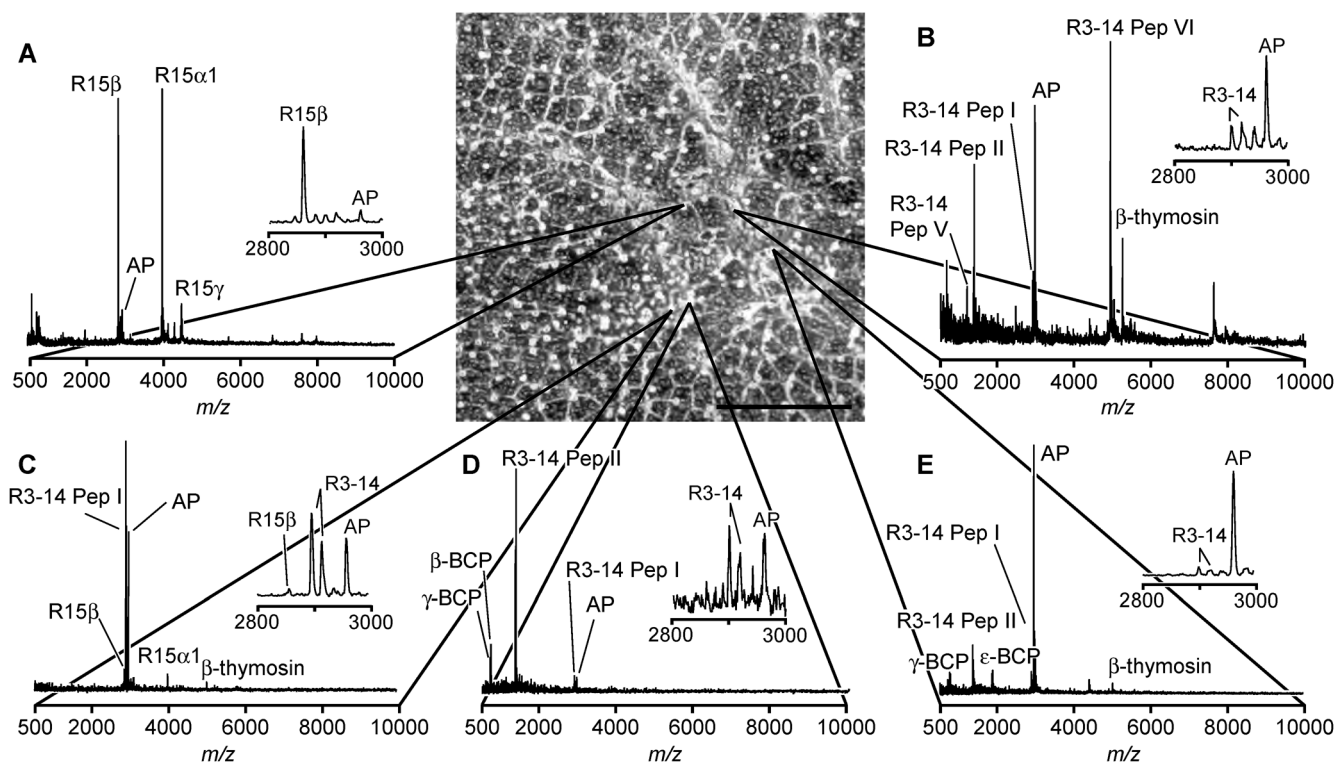 A
R15β
R15α1
AP
R15γ
R15β
AP
2800 3000
500 2000 4000 6000 8000 10000
m/z
B
R3-14 Pep VI
AP
R3-14 Pep I
R3-14 Pep II
R3-14
Pep V
β-thymosin
AP
R3-14
2800 3000
500 2000 4000 6000 8000 10000
m/z
C
R3-14 Pep I
AP
R15β
R15α1
β-thymosin
R3-14
R15β
AP
2800 3000
500 2000 4000 6000 8000 10000
m/z
D
R3-14 Pep II
β-BCP
γ-BCP
R3-14 Pep I
AP
R3-14
AP
2800 3000
500 2000 4000 6000 8000 10000
m/z
E
AP
R3-14 Pep I
R3-14 Pep II
γ-BCP
ε-BCP
β-thymosin
AP
R3-14
2800 3000
500 2000 4000 6000 8000 10000
m/z